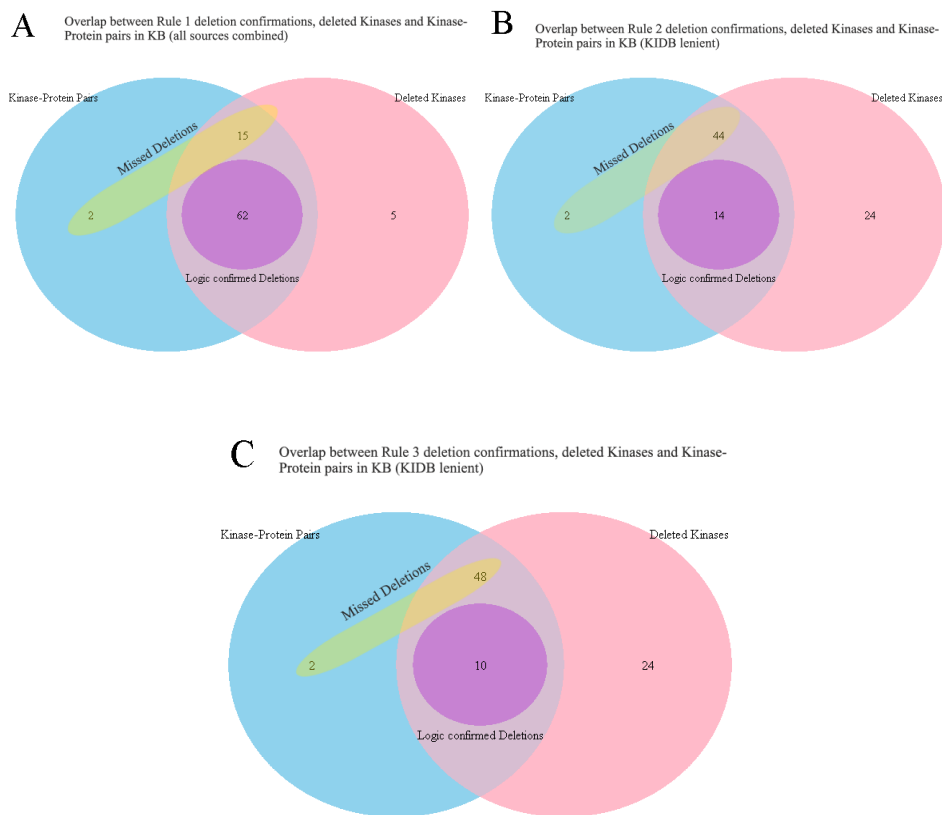 A
Overlap between Rule 1 deletion confirmations, deleted Kinases and Kinase-
Protein pairs in KB (all sources combined)
Kinase-Protein Pairs
Deleted Kinases
Missed Deletions
15
2
62
5
Logic confirmed Deletions
B
Overlap between Rule 2 deletion confirmations, deleted Kinases and Kinase-
Protein pairs in KB (KIDB lenient)
Kinase-Protein Pairs
Deleted Kinases
Missed Deletions
44
2
14
24
Logic confirmed Deletions
C
Overlap between Rule 3 deletion confirmations, deleted Kinases and Kinase-
Protein pairs in KB (KIDB lenient)
Kinase-Protein Pairs
Deleted Kinases
Missed Deletions
48
2
10
24
Logic confirmed Deletions